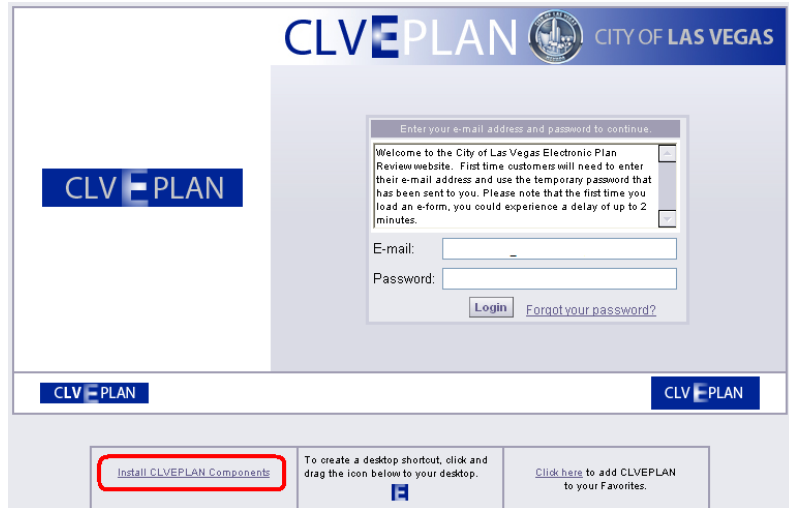 CLVEPLAN CITY OF LAS VEGAS
CLVEPLAN
Enter your e-mail address and password to continue.
Welcome to the City of Las Vegas Electronic Plan
Review website. First time customers will need to enter
their e-mail address and use the temporary password that
has been sent to you. Please note that the first time you
load an e-form, you could experience a delay of up to 2
minutes.
E-mail:
Password:
Login Forgot your password?
CLVEPLAN
CLVEPLAN
Install CLVEPLAN Components
To create a desktop shortcut, click and
drag the icon below to your desktop.
E
Click here to add CLVEPLAN
to your Favorites.